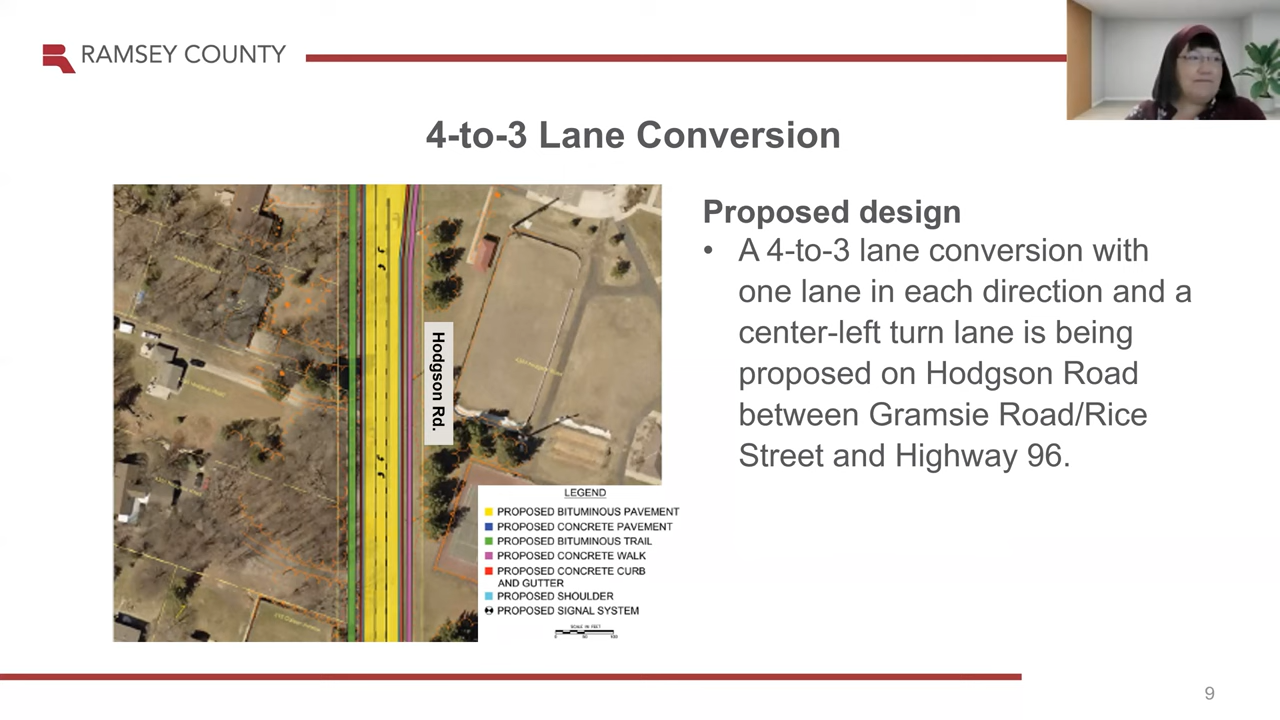 RAMSEY COUNTY
4-to-3 Lane Conversion
Hodgson Rd.
Proposed design
• A 4-to-3 lane conversion with
one lane in each direction and a
center-left turn lane is being
proposed on Hodgson Road
between Gramsie Road/Rice
Street and Highway 96.
LEGEND
PROPOSED BITUMINOUS PAVEMENT
PROPOSED CONCRETE PAVEMENT
PROPOSED BITUMINOUS TRAIL
PROPOSED CONCRETE WALK
PROPOSED CONCRETE CURB
AND GUTTER
PROPOSED SHOULDER
PROPOSED SIGNAL SYSTEM
SCALE IN FEET
9